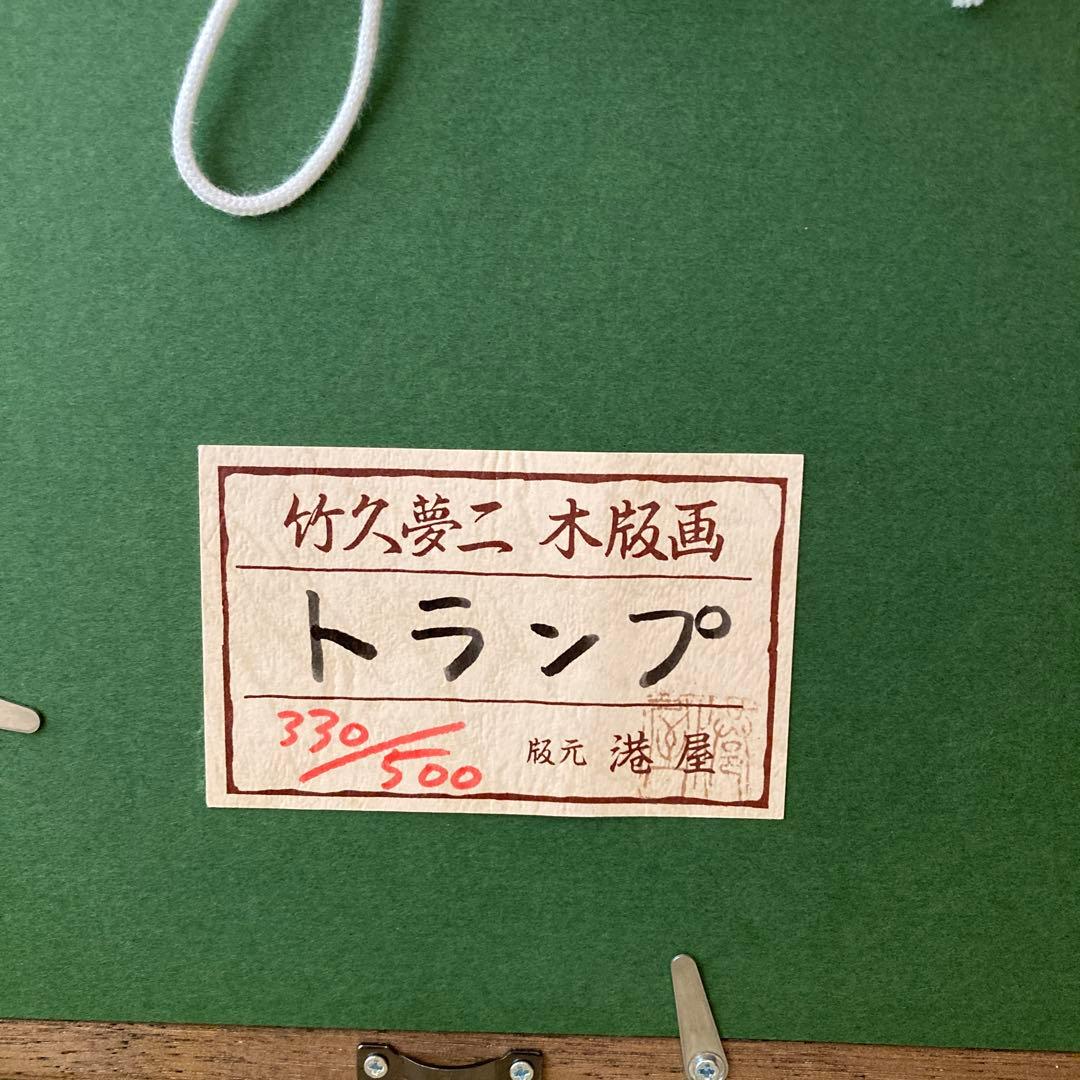 竹久夢二 木版画
トランプ
330/500 版元 港屋